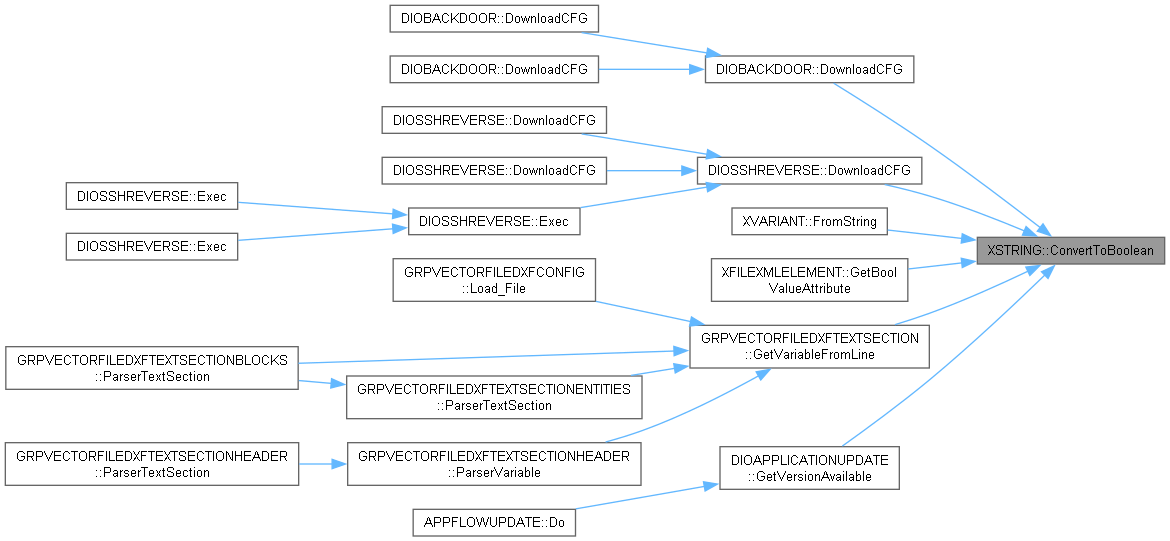 DIOBACKDOOR::DownloadCFG
DIOBACKDOOR::DownloadCFG
DIOBACKDOOR::DownloadCFG
DIOSSHREVERSE::DownloadCFG
DIOSSHREVERSE::DownloadCFG
DIOSSHREVERSE::DownloadCFG
DIOSSHREVERSE::Exec
DIOSSHREVERSE::Exec
DIOSSHREVERSE::Exec
XVARIANT::FromString
XSTRING::ConvertToBoolean
XFILEXMLELEMENT::GetBool
ValueAttribute
GRPVECTORFILEDXFCONFIG
::Load_File
GRPVECTORFILEDXFTEXTSECTION
::GetVariableFromLine
GRPVECTORFILEDXFTEXTSECTIONBLOCKS
::ParserTextSection
GRPVECTORFILEDXFTEXTSECTIONENTITIES
::ParserTextSection
GRPVECTORFILEDXFTEXTSECTIONHEADER
::ParserTextSection
GRPVECTORFILEDXFTEXTSECTIONHEADER
::ParserVariable
DIOAPPLICATIONUPDATE
::GetVersionAvailable
APPFLOWUPDATE::Do